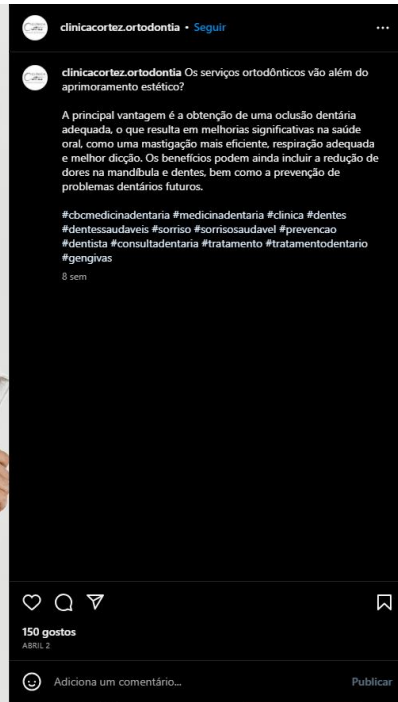 clinicacortez.ortodontia • Seguir
clinicacortez.ortodontia Os serviços ortodônticos vão além do
aprimoramento estético?
A principal vantagem é a obtenção de uma oclusão dentária
adequada, o que resulta em melhorias significativas na saúde
oral, como uma mastigação mais eficiente, respiração adequada
e melhor dicção. Os benefícios podem ainda incluir a redução de
dores na mandíbula e dentes, bem como a prevenção de
problemas dentários futuros.
#cbcmedicinadentaria #medicinadentaria #clinica #dentes
#dentessaudaveis #sorriso #sorrisosaudavel #prevencao
#dentista #consultadentaria #tratamento #tratamentodentario
#gengivas
8 sem
150 gostos
ABRIL 2
Adiciona um comentário... Publicar